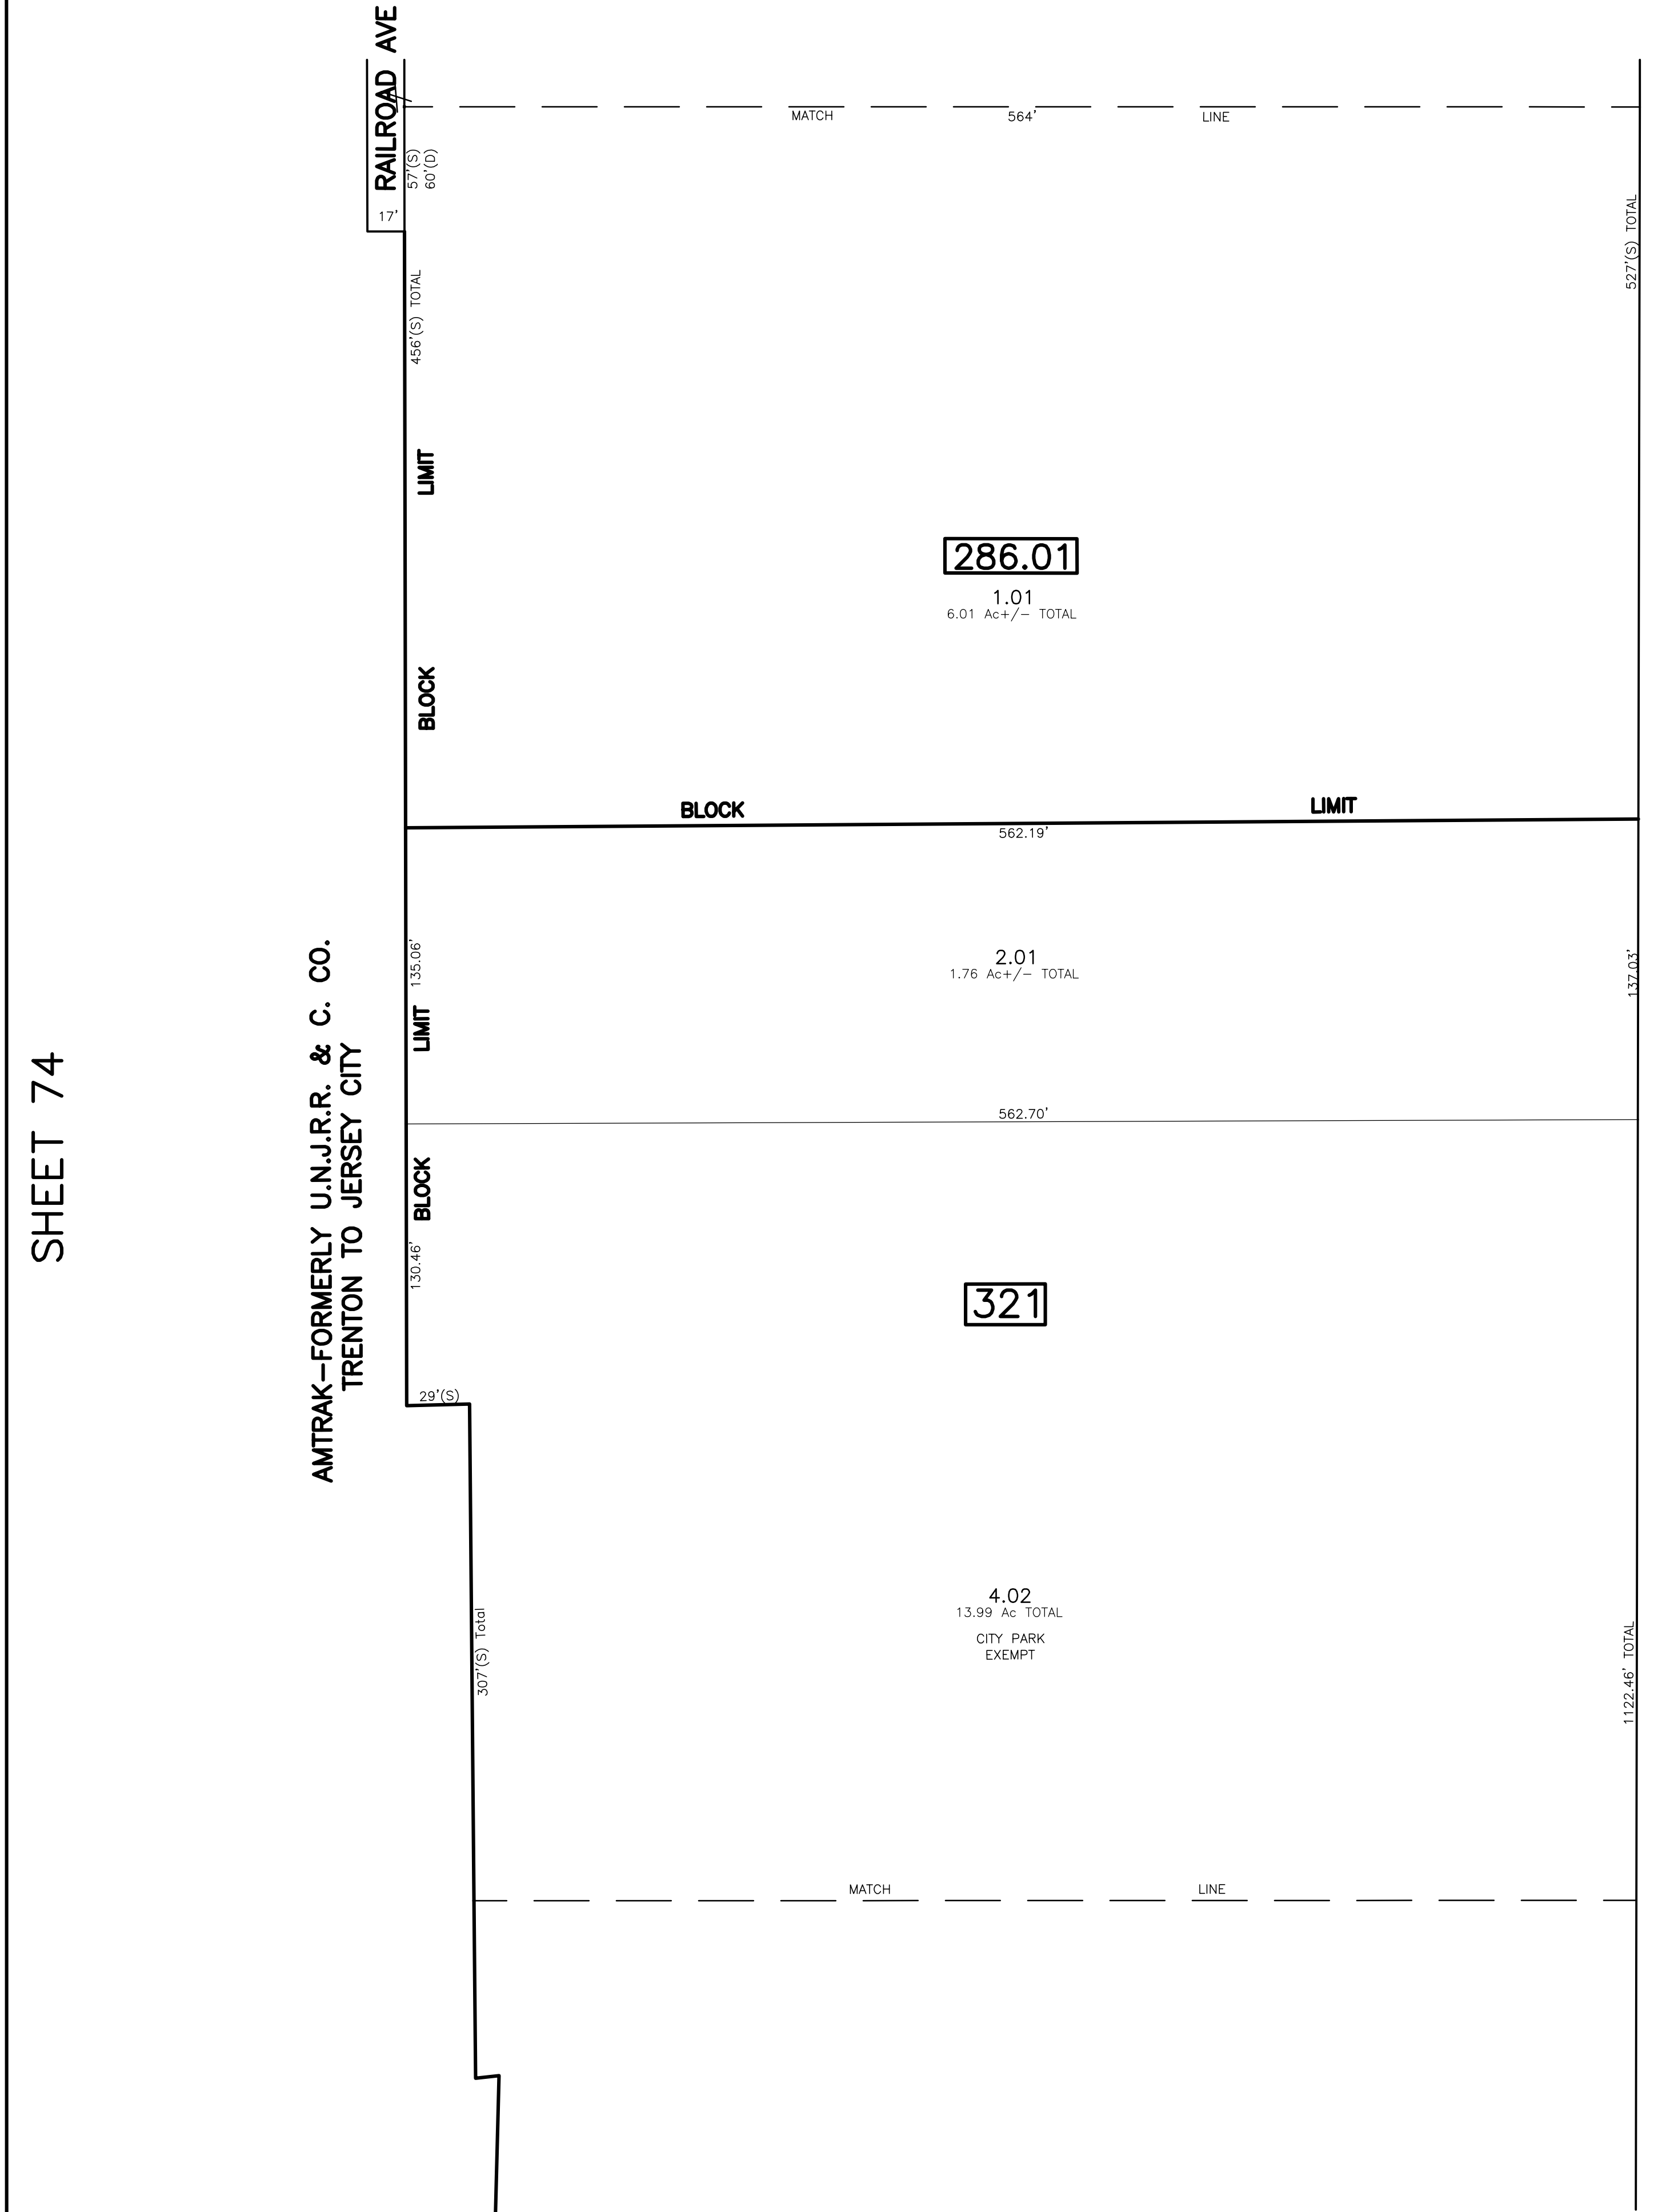 RAILROAD AVE
MATCH 564' LINE
57'(S)
60'(D)
17'
527'(S) TOTAL
456'(S) TOTAL
LIMIT
286.01
1.01
6.01 Ac+/- TOTAL
BLOCK
BLOCK LIMIT
562.19'
135.06'
2.01
1.76 Ac+/- TOTAL
137.03'
LIMIT
SHEET 74
AMTRAK-FORMERLY U.N.J.R.R. & C. CO.
TRENTON TO JERSEY CITY
562.70'
BLOCK
130.46'
321
29'(S)
307'(S) Total
4.02
13.99 Ac TOTAL
CITY PARK
EXEMPT
1122.46' TOTAL
MATCH LINE